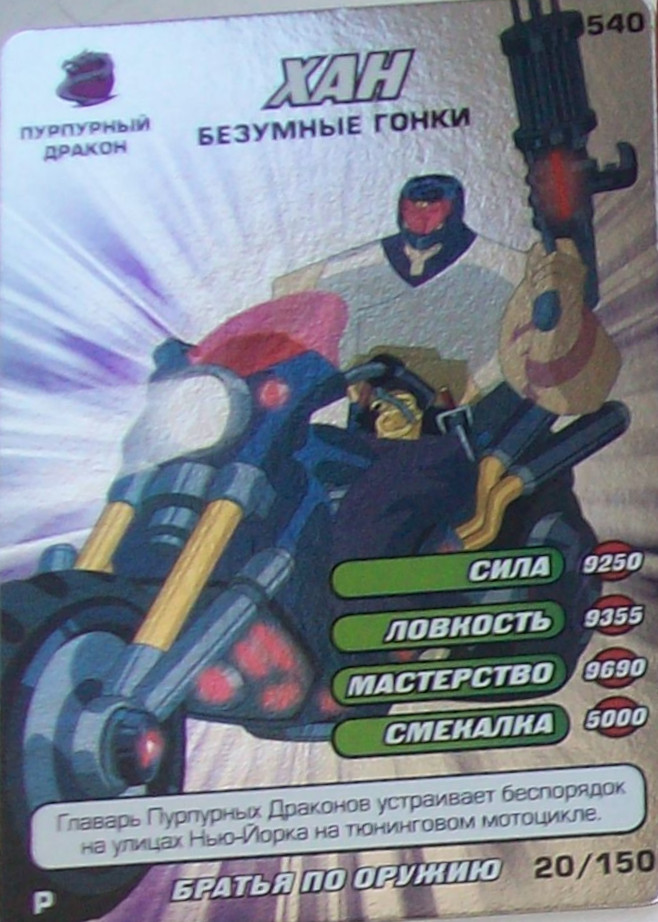 540
ХАН
БЕЗУМНЫЕ ГОНКИ
ПУРПУРНЫЙ
ДРАКОН
СИЛА 9250
ЛОВКОСТЬ 9355
МАСТЕРСТВО 9690
СМЕКАЛКА 5000
Главарь Пурпурных Драконов устраивает беспорядок
на улицах Нью-Йорка на тюнинговом мотоцикле.
Р БРАТЬЯ ПО ОРУЖИЮ 20/150